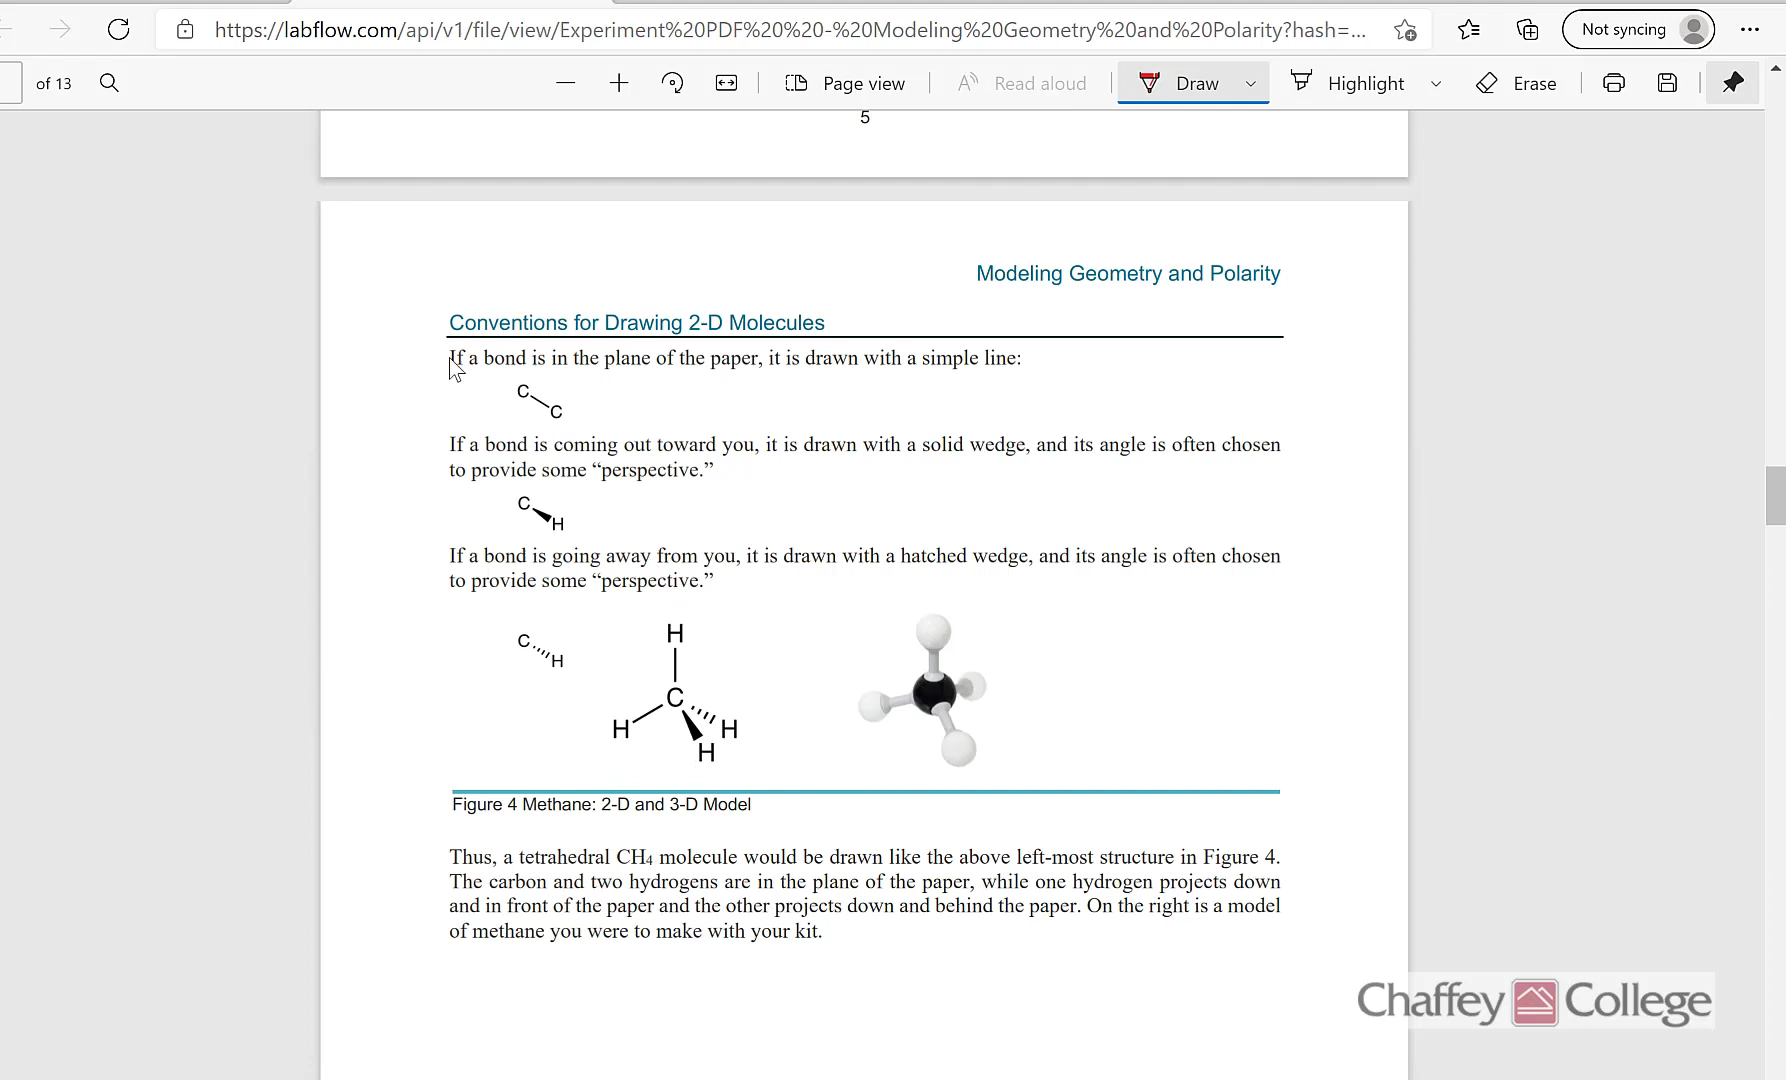 https://labflow.com/api/v1/file/view/Experiment%20PDF%20%20-%20Modeling%20Geometry%20and%20Polarity?hash=...
Not syncing
of 13
Page view
Read aloud
Draw
Highlight
Erase
5
Modeling Geometry and Polarity
Conventions for Drawing 2-D Molecules
If a bond is in the plane of the paper, it is drawn with a simple line:
C
C
If a bond is coming out toward you, it is drawn with a solid wedge, and its angle is often chosen
to provide some “perspective.”
C
H
If a bond is going away from you, it is drawn with a hatched wedge, and its angle is often chosen
to provide some “perspective.”
C
H
H
C
H
H
H
Figure 4 Methane: 2-D and 3-D Model
Thus, a tetrahedral CH4 molecule would be drawn like the above left-most structure in Figure 4.
The carbon and two hydrogens are in the plane of the paper, while one hydrogen projects down
and in front of the paper and the other projects down and behind the paper. On the right is a model
of methane you were to make with your kit.
Chaffey College